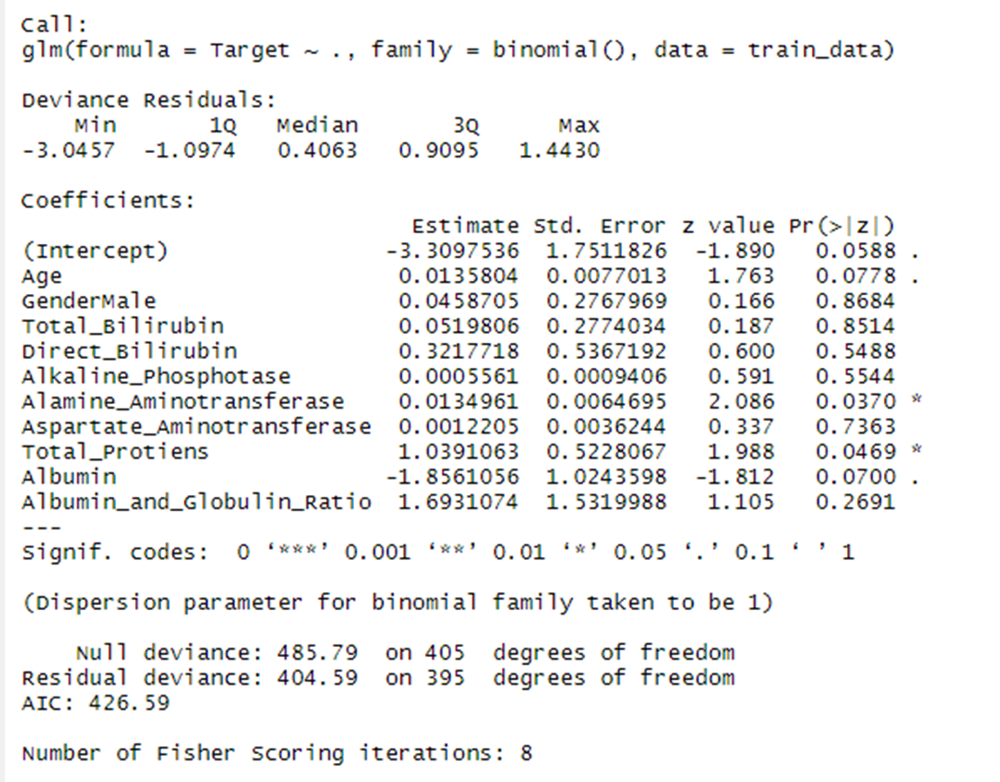 Call:
glm(formula = Target ~ ., family = binomial(), data = train_data)
Deviance Residuals:
    Min       1Q   Median       3Q      Max
-3.0457  -1.0974   0.4063   0.9095   1.4430
Coefficients:
                             Estimate Std. Error z value Pr(>|z|)
(Intercept)                -3.3097536  1.7511826  -1.890   0.0588 .
Age                         0.0135804  0.0077013   1.763   0.0778 .
GenderMale                  0.0458705  0.2767969   0.166   0.8684
Total_Bilirubin             0.0519806  0.2774034   0.187   0.8514
Direct_Bilirubin            0.3217718  0.5367192   0.600   0.5488
Alkaline_Phosphotase        0.0005561  0.0009406   0.591   0.5544
Alamine_Aminotransferase    0.0134961  0.0064695   2.086   0.0370 *
Aspartate_Aminotransferase  0.0012205  0.0036244   0.337   0.7363
Total_Protiens              1.0391063  0.5228067   1.988   0.0469 *
Albumin                    -1.8561056  1.0243598  -1.812   0.0700 .
Albumin_and_Globulin_Ratio  1.6931074  1.5319988   1.105   0.2691
---
Signif. codes:  0 ‘***’ 0.001 ‘**’ 0.01 ‘*’ 0.05 ‘.’ 0.1 ‘ ’ 1
(Dispersion parameter for binomial family taken to be 1)
    Null deviance: 485.79  on 405  degrees of freedom
Residual deviance: 404.59  on 395  degrees of freedom
AIC: 426.59
Number of Fisher Scoring iterations: 8